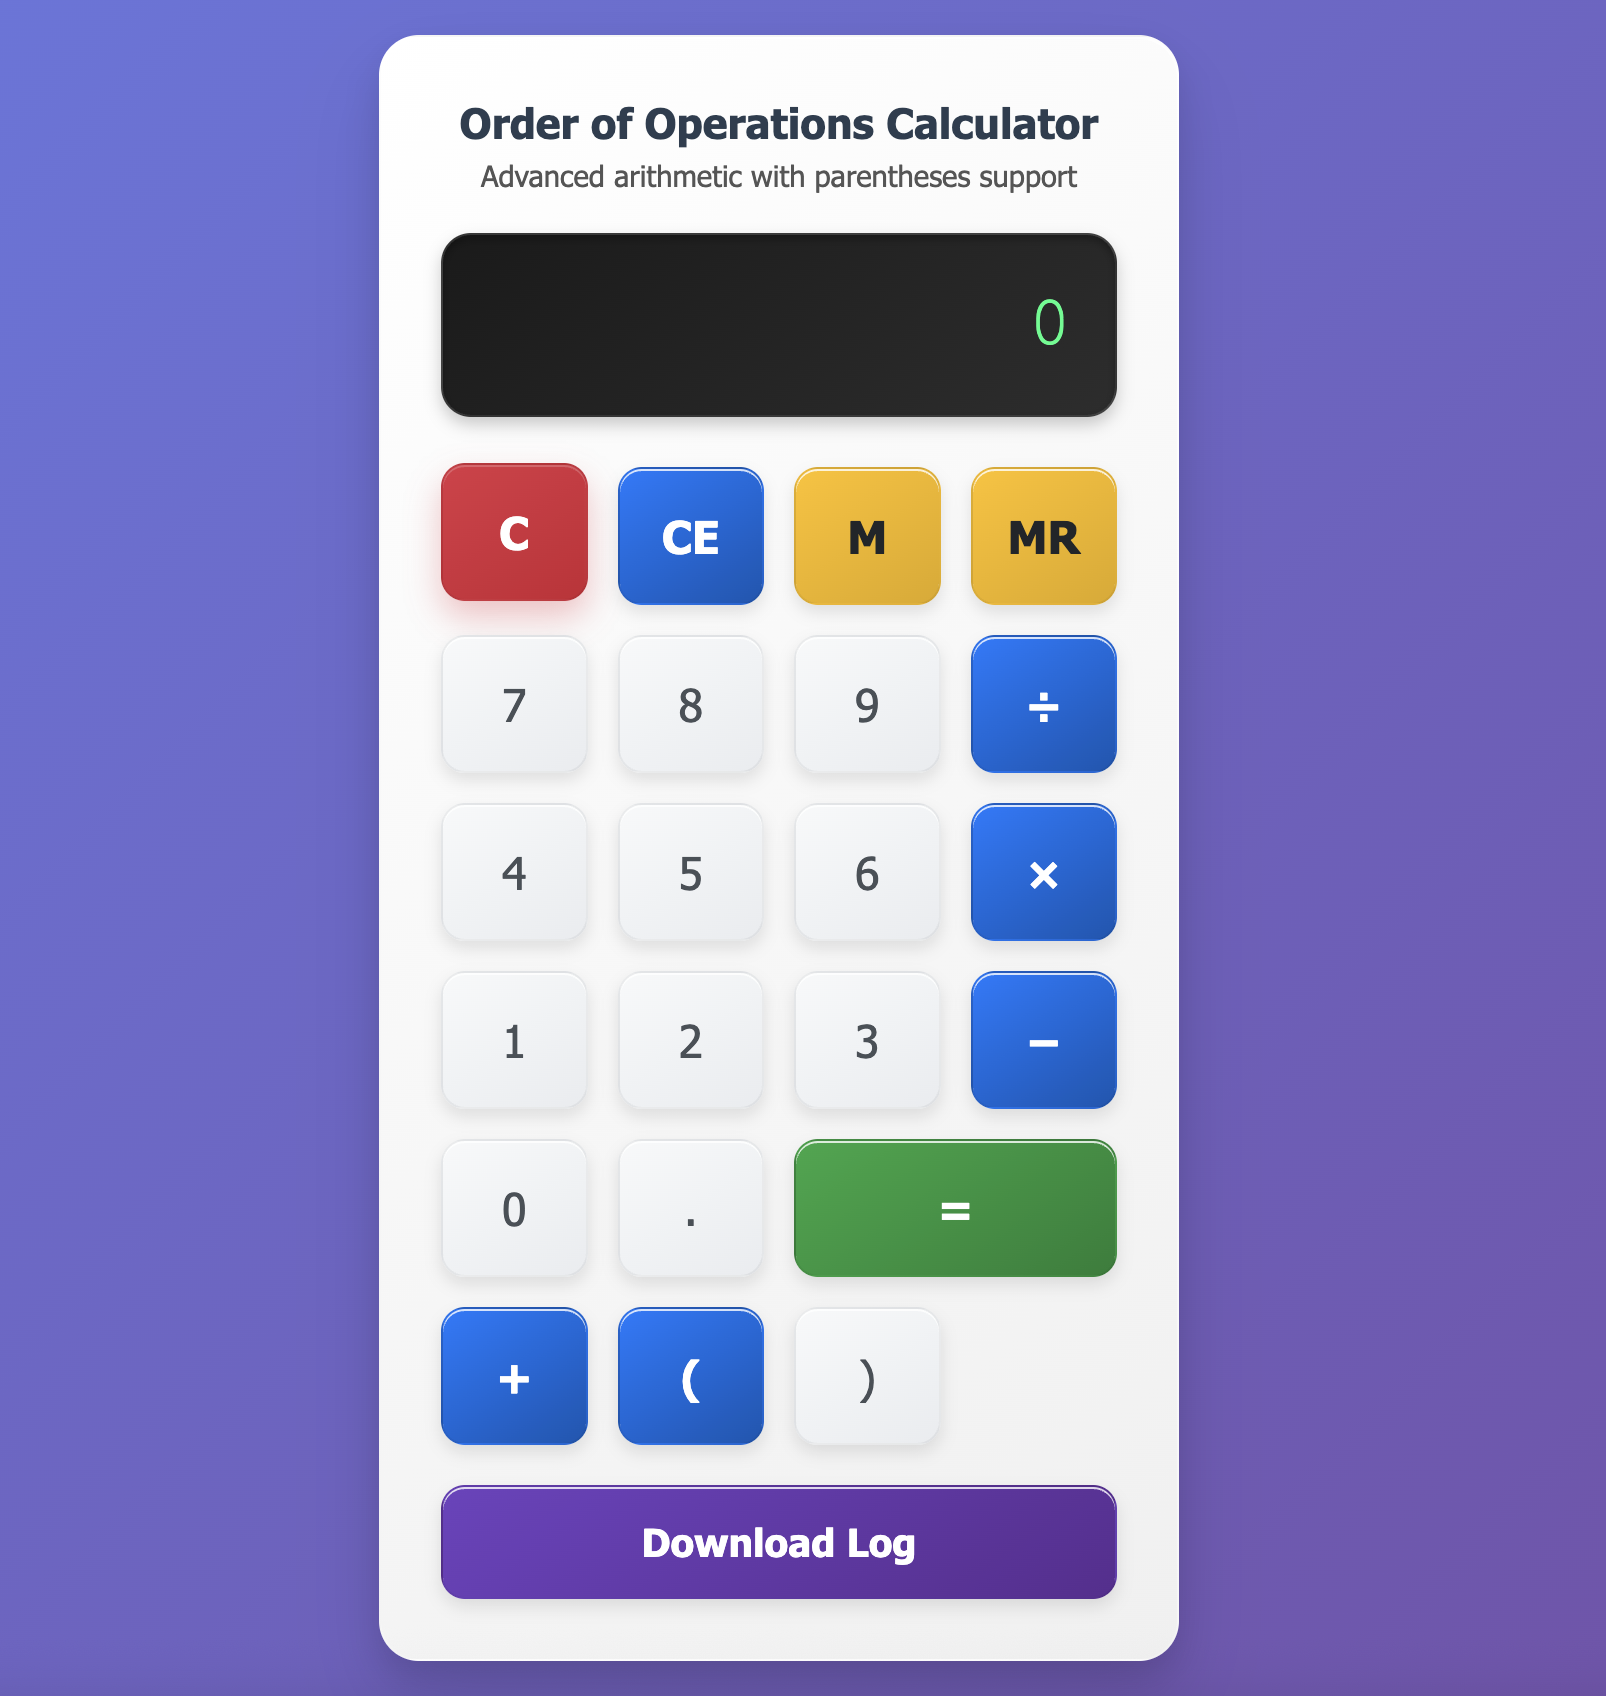 Order of Operations Calculator
Advanced arithmetic with parentheses support
0
C CE M MR
7 8 9 ÷
4 5 6 ×
1 2 3 −
0 . =
+ ( )
Download Log